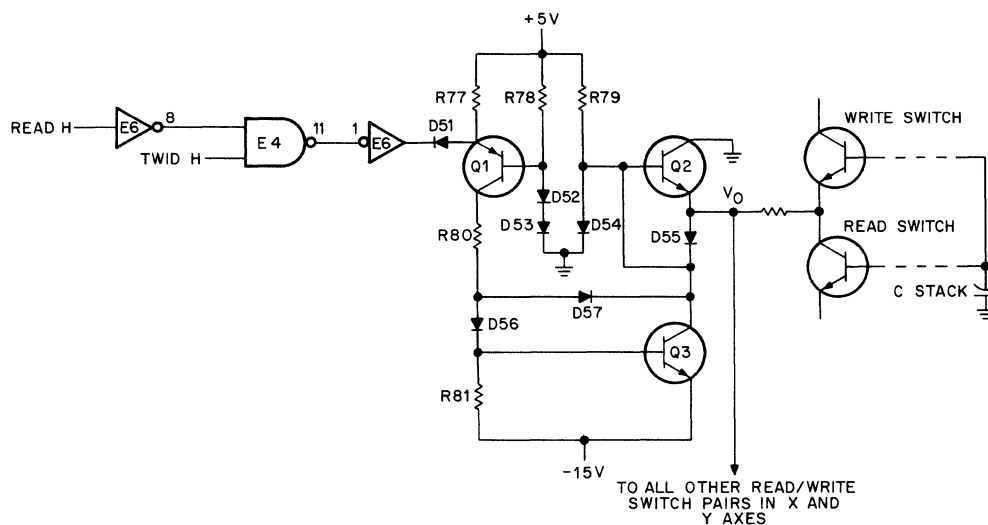 +5V
R77
R78
R79
READ H
E6
8
E4
11
1
E6
D51
TWID H
Q1
Q2
WRITE SWITCH
D52
D53
D54
VO
D55
R80
READ SWITCH
C STACK
D57
D56
Q3
R81
-15V
TO ALL OTHER READ/WRITE
SWITCH PAIRS IN X AND
Y AXES